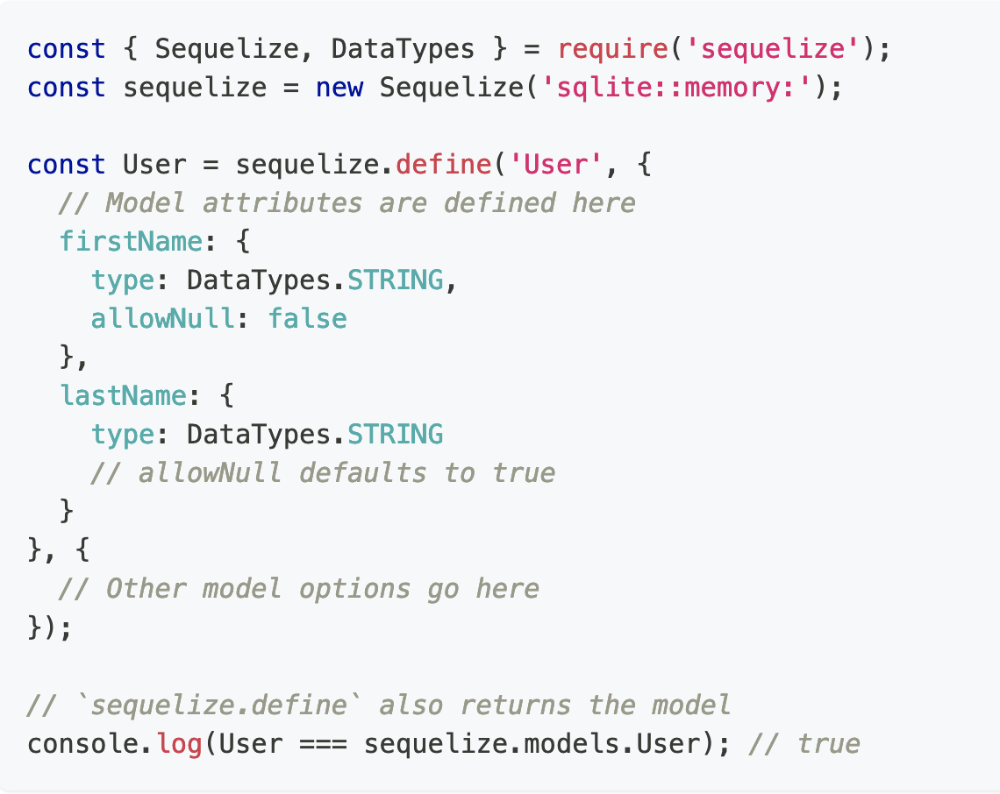 const { Sequelize, DataTypes } = require('sequelize');
const sequelize = new Sequelize('sqlite::memory:');

const User = sequelize.define('User', {
  // Model attributes are defined here
  firstName: {
    type: DataTypes.STRING,
    allowNull: false
  },
  lastName: {
    type: DataTypes.STRING
    // allowNull defaults to true
  }
}, {
  // Other model options go here
});

// `sequelize.define` also returns the model
console.log(User === sequelize.models.User); // true